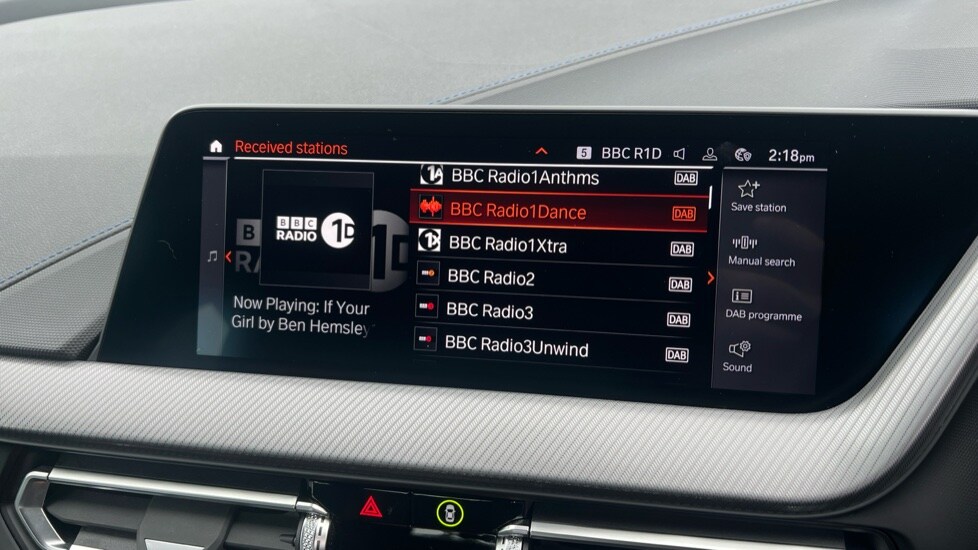 Received stations
5 BBC R1D
2:18pm
BBC RADIO 1D
Now Playing: If Your
Girl by Ben Hemsley
1A BBC Radio1Anthms DAB
BBC Radio1Dance DAB
1X BBC Radio1Xtra DAB
BBC Radio2 DAB
BBC Radio3 DAB
BBC Radio3Unwind DAB
Save station
Manual search
DAB programme
Sound